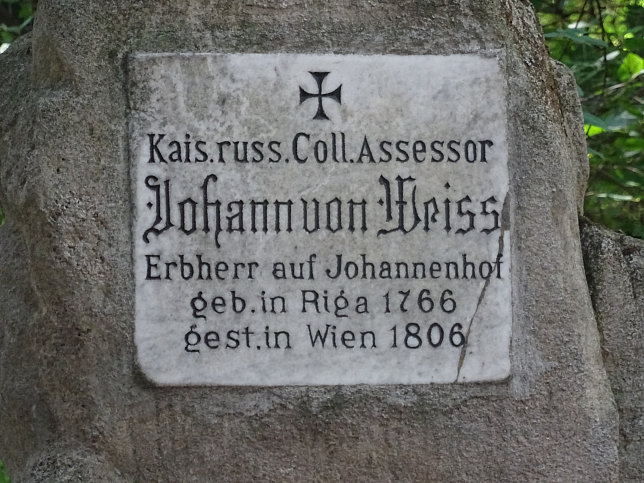 Kais.russ.Coll.Assessor
Johann von Weiss
Erbherr auf Johannenhof
geb.in Riga 1766
gest.in Wien 1806